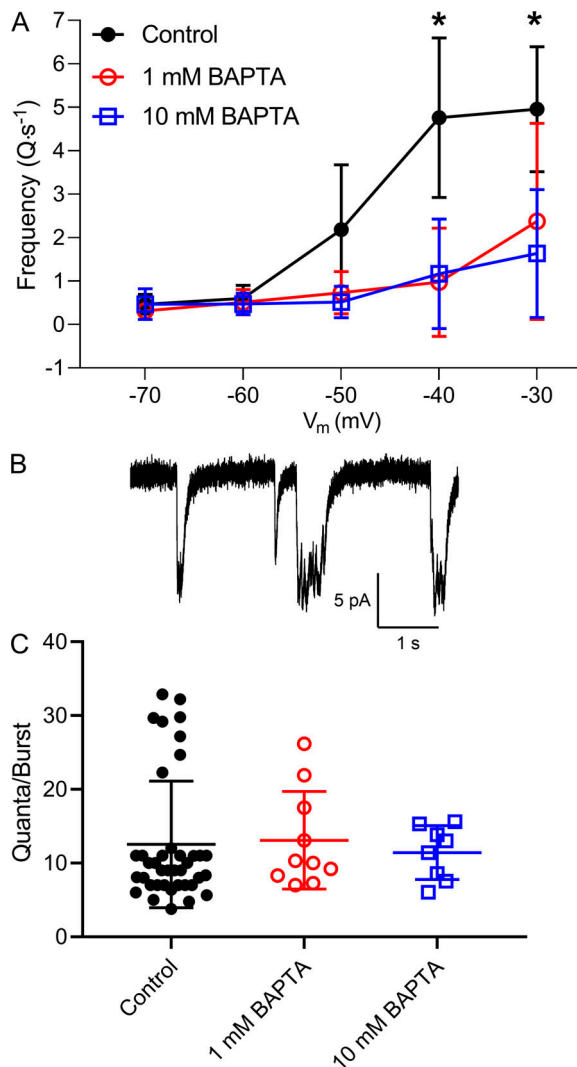 A
7
6
5
4
3
2
1
0
-1
Frequency (Q·s⁻¹)
Control
1 mM BAPTA
10 mM BAPTA
* *
-70 -60 -50 -40 -30
Vₘ (mV)
B
5 pA
1 s
C
40
30
20
10
0
Quanta/Burst
Control
1 mM BAPTA
10 mM BAPTA